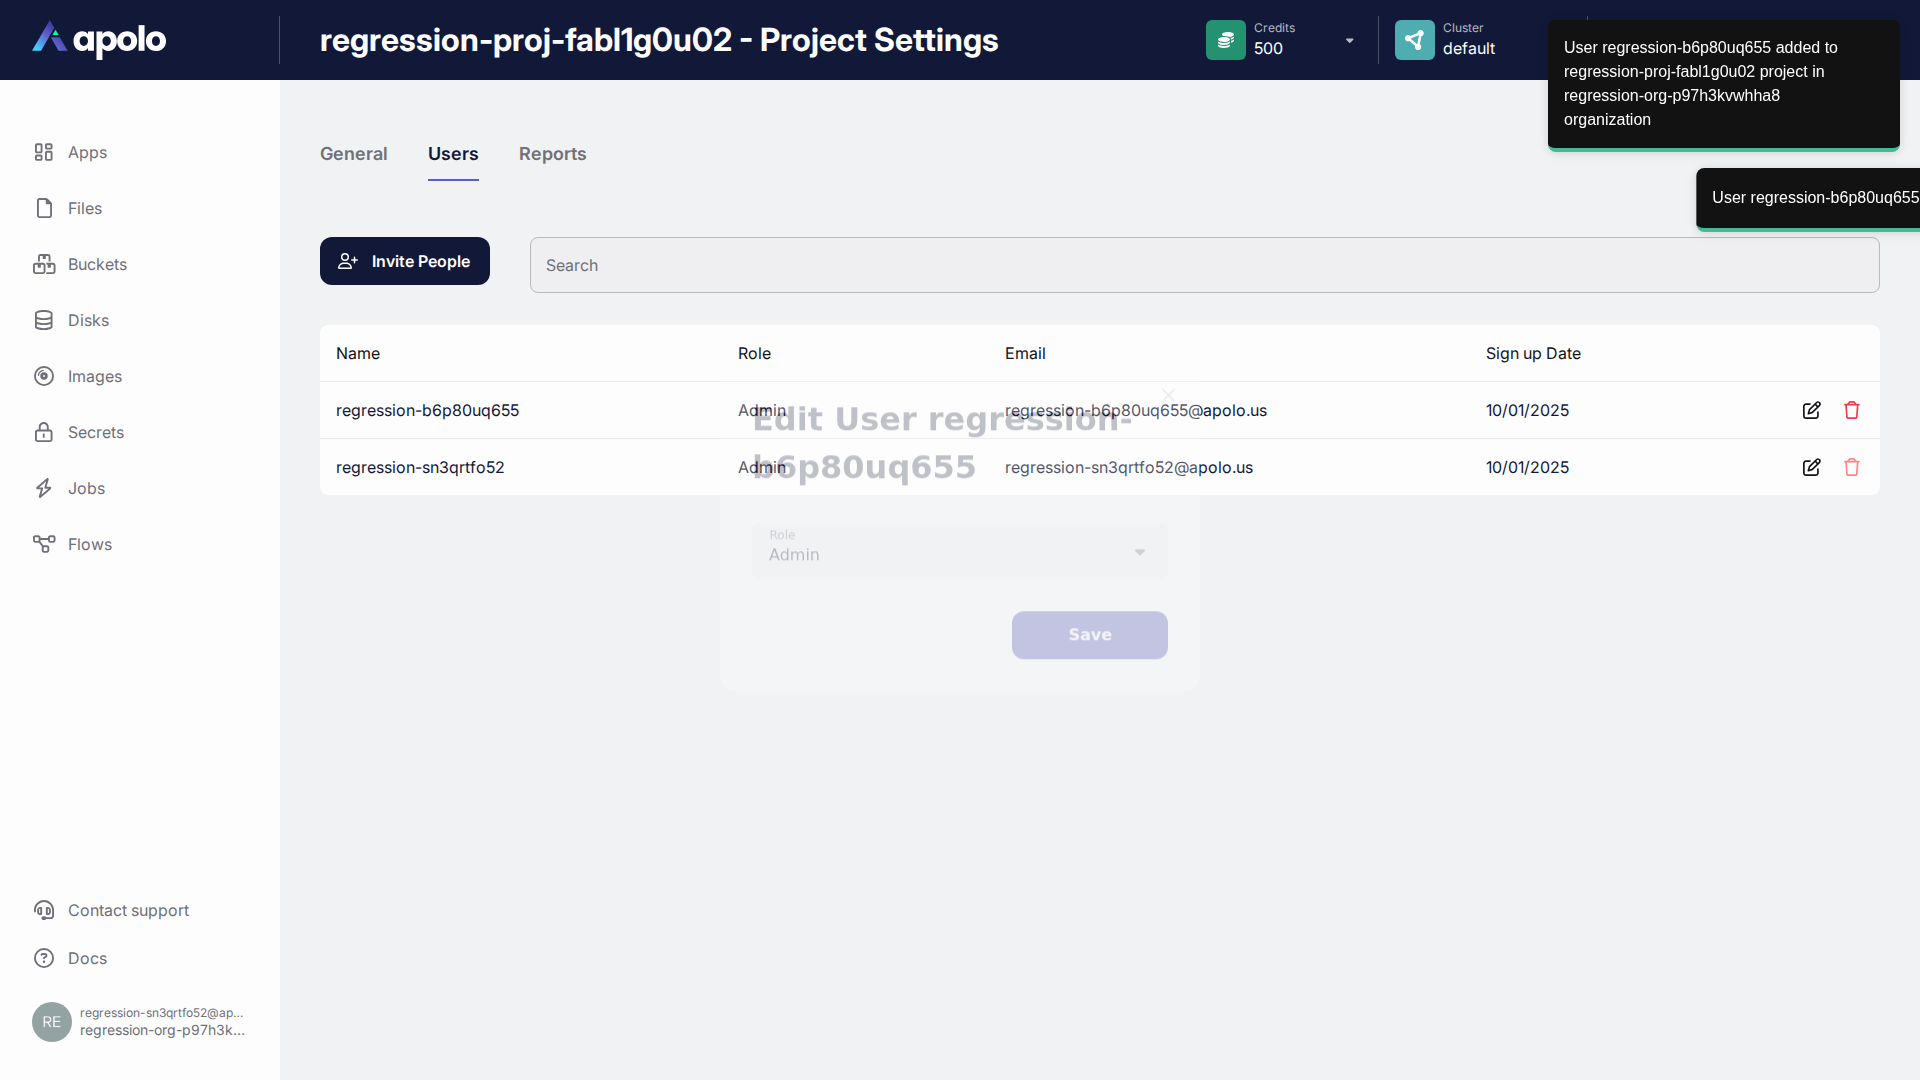 apolo
regression-proj-fabl1g0u02 - Project Settings
Credits
500
Cluster
default
User regression-b6p80uq655 added to
regression-proj-fabl1g0u02 project in
regression-org-p97h3kvwhha8
organization
User regression-b6p80uq655
Apps
Files
Buckets
Disks
Images
Secrets
Jobs
Flows
General
Users
Reports
Invite People
Search
Name
Role
Email
Sign up Date
regression-b6p80uq655
Admin
regression-b6p80uq655@apolo.us
10/01/2025
regression-sn3qrtfo52
Admin
regression-sn3qrtfo52@apolo.us
10/01/2025
Edit User regression-
b6p80uq655
Role
Admin
Save
Contact support
Docs
RE
regression-sn3qrtfo52@ap...
regression-org-p97h3k...